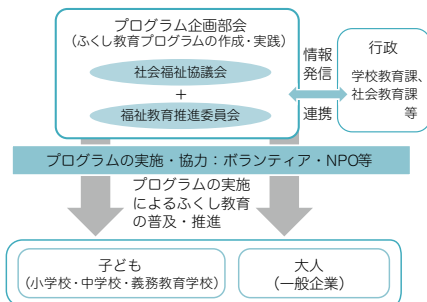 プログラム企画部会
(ふくし教育プログラムの作成・実践)
社会福祉協議会
+
福祉教育推進委員会
情報
発信
連携
行政
学校教育課、
社会教育課
等
プログラムの実施・協力：ボランティア・NPO等
プログラムの実施
によるふくし教育
の普及・推進
子ども
(小学校・中学校・義務教育学校)
大人
(一般企業)